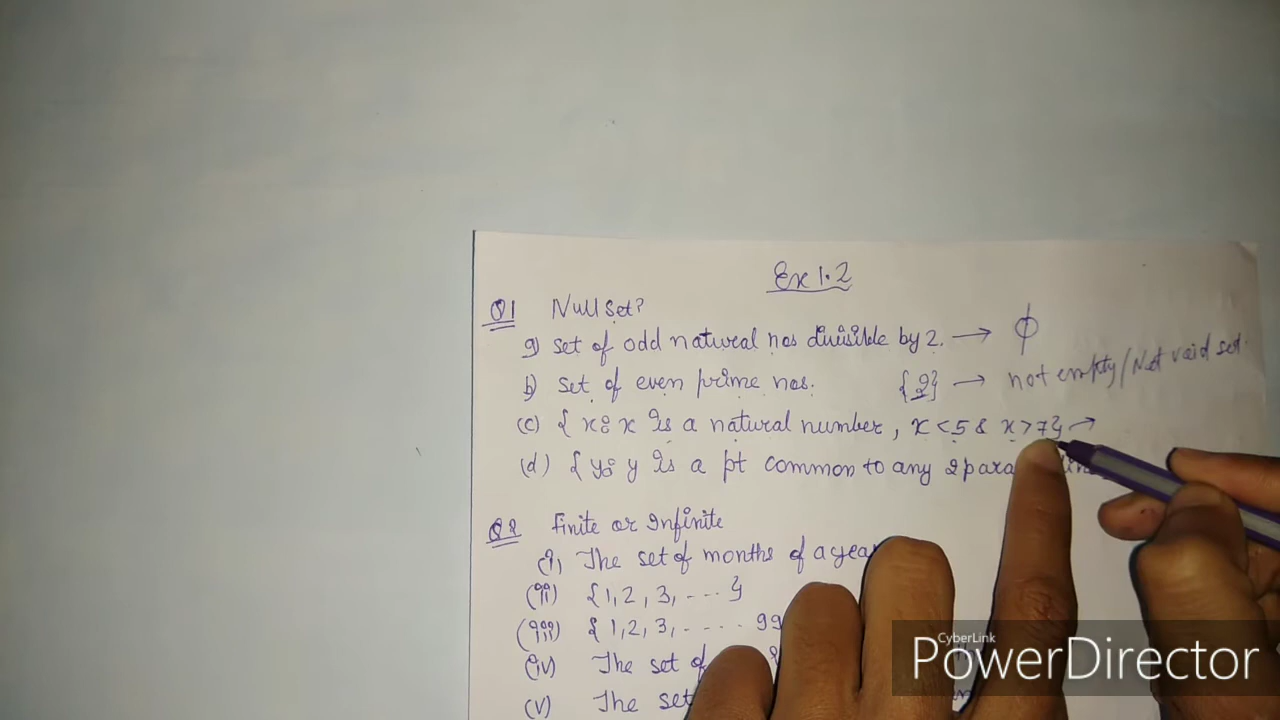 Ex 1.2
Q1 Null set?
a) set of odd natural nos divisible by 2. → ϕ
b) set of even prime nos. {2} → not empty/Not void set.
(c) { x: x is a natural number, x < 5 & x > 7} →
(d) { y: y is a pt common to any 2 para
Q2 Finite or Infinite
(i) The set of months of a year
(ii) {1, 2, 3, ... }
(iii) { 1, 2, 3, ..... 99
(iv) The set of
(v) The set
CyberLink
PowerDirector